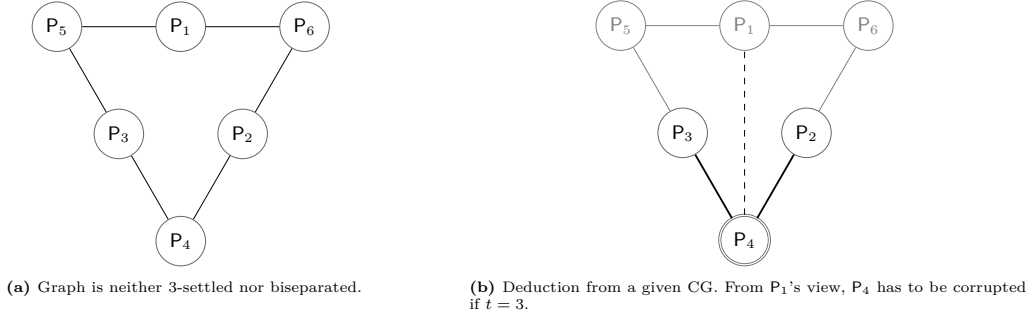 P5 P1 P6 P5 P1 P6
P3 P2 P3 P2
P4 P4
(a) Graph is neither 3-settled nor biseparated.
(b) Deduction from a given CG. From P1's view, P4 has to be corrupted
if t = 3.